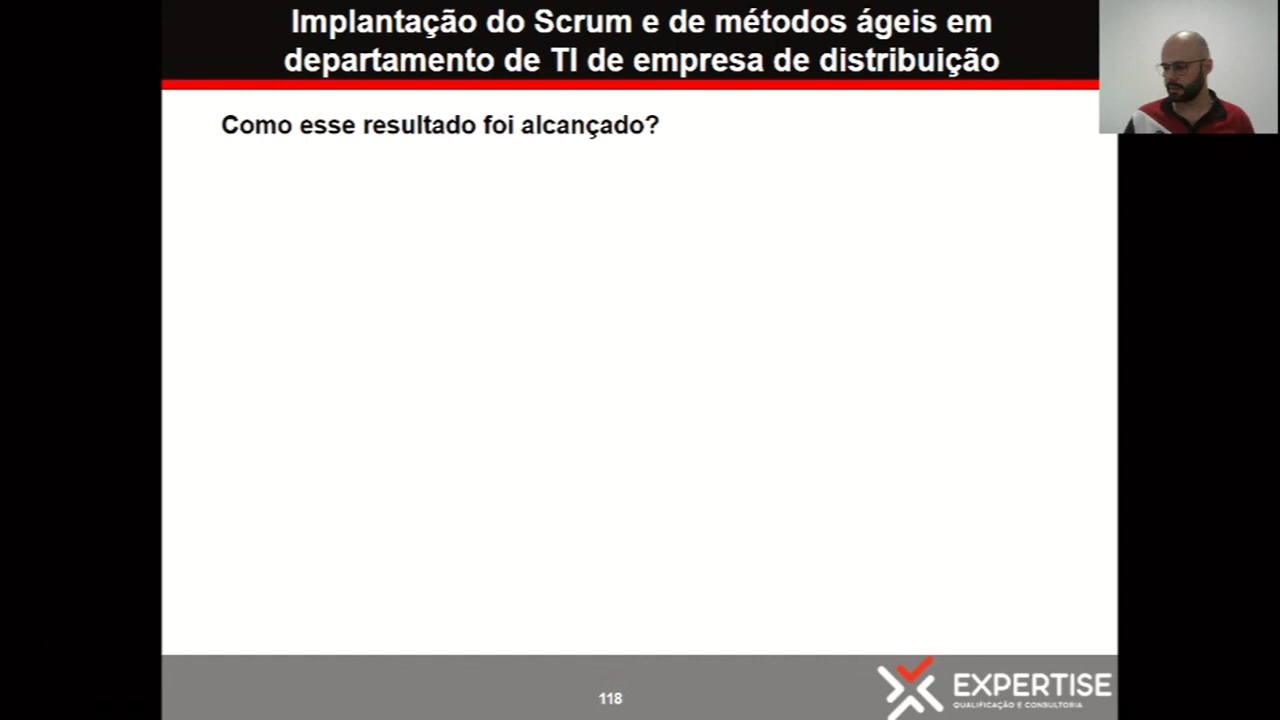 Implantação do Scrum e de métodos ágeis em
departamento de TI de empresa de distribuição
Como esse resultado foi alcançado?
118
EXPERTISE
QUALIFICAÇÃO E CONSULTORIA